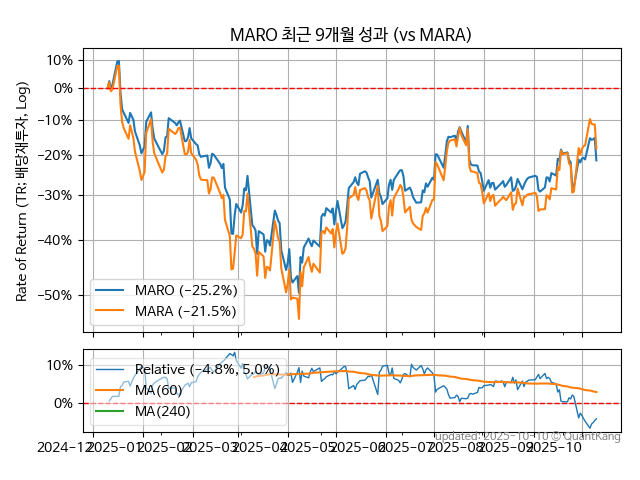 MARO 최근 9개월 성과 (vs MARA)
Rate of Return (TR: 배당재투자, Log)
10%
0%
−10%
−20%
−30%
−40%
−50%
MARO (−25.2%)
MARA (−21.5%)
10%
0%
Relative (−4.8%, 5.0%)
MA(60)
MA(240)
updated: 2025-10-10 © QuantKang
2024-12
2025-01
2025-02
2025-03
2025-04
2025-05
2025-06
2025-07
2025-08
2025-09
2025-10